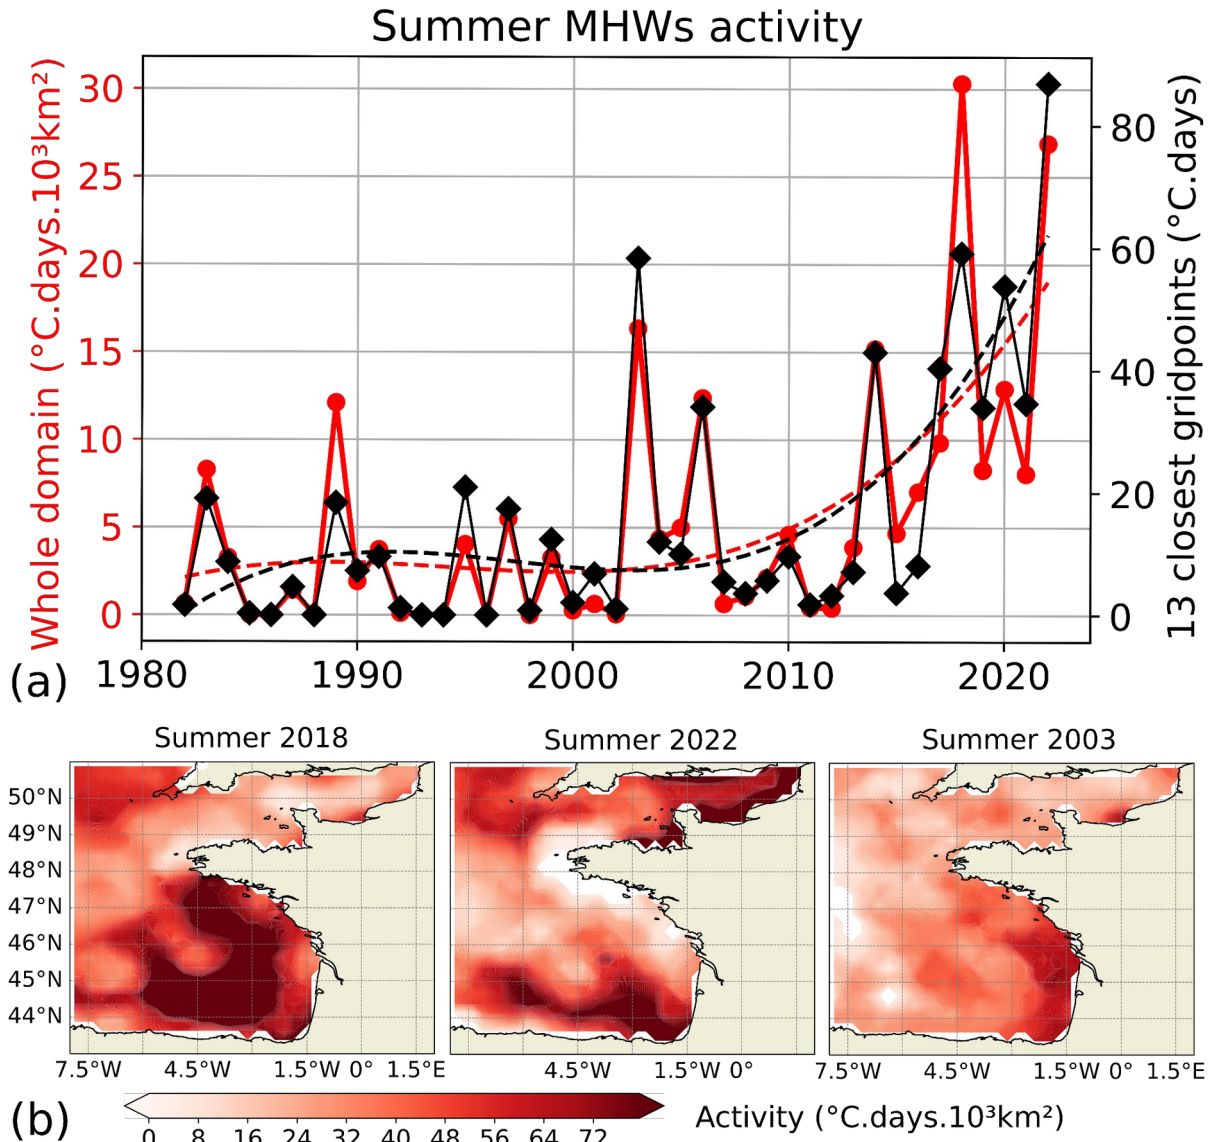 Summer MHWs activity
Whole domain (°C.days.10³km²)
30
25
20
15
10
5
0
80
60
40
20
0
13 closest gridpoints (°C.days)
(a)
1980 1990 2000 2010 2020
Summer 2018 Summer 2022 Summer 2003
50°N
49°N
48°N
47°N
46°N
45°N
44°N
7.5°W 4.5°W 1.5°W 0° 1.5°E 4.5°W 1.5°W 0° 7.5°W 4.5°W 1.5°W 0° 1.5°E
(b)
0 8 16 24 32 40 48 56 64 72
Activity (°C.days.10³km²)